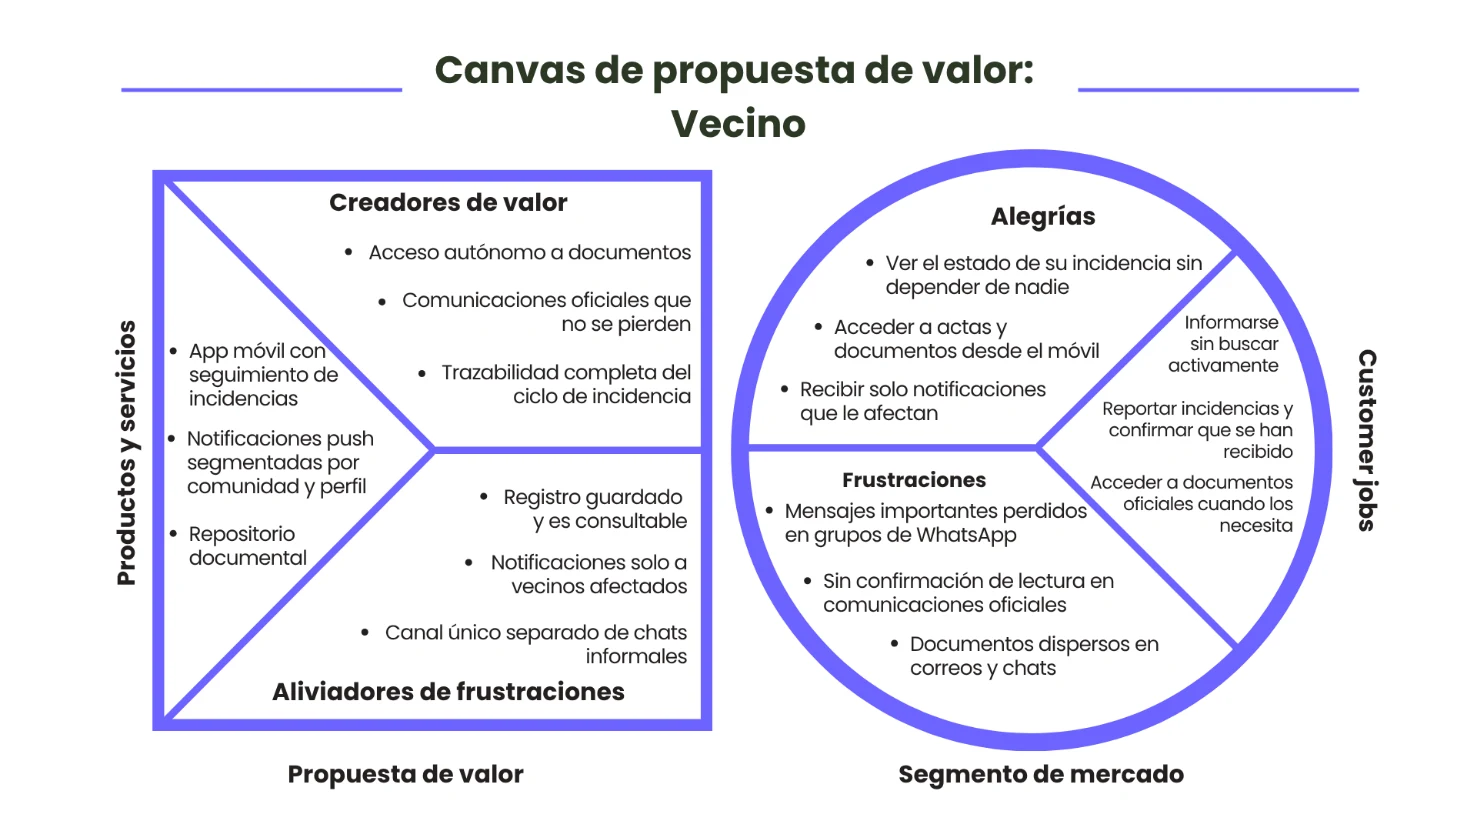 Canvas de propuesta de valor:
Vecino
Creadores de valor
• Acceso autónomo a documentos
• Comunicaciones oficiales que
no se pierden
• Trazabilidad completa del
ciclo de incidencia
Productos y servicios
• App móvil con
seguimiento de
incidencias
• Notificaciones push
segmentadas por
comunidad y perfil
• Repositorio
documental
• Registro guardado
y es consultable
• Notificaciones solo a
vecinos afectados
• Canal único separado de chats
informales
Aliviadores de frustraciones
Propuesta de valor
Alegrías
• Ver el estado de su incidencia sin
depender de nadie
• Acceder a actas y
documentos desde el móvil
• Recibir solo notificaciones
que le afectan
Informarse
sin buscar
activamente
Reportar incidencias y
confirmar que se han
recibido
Acceder a documentos
oficiales cuando los
necesita
Customer jobs
Frustraciones
• Mensajes importantes perdidos
en grupos de WhatsApp
• Sin confirmación de lectura en
comunicaciones oficiales
• Documentos dispersos en
correos y chats
Segmento de mercado